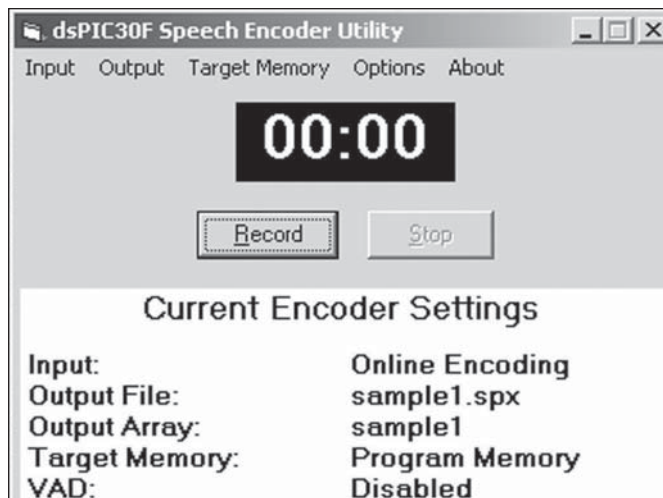 dsPIC30F Speech Encoder Utility
Input Output Target Memory Options About
00:00
Record Stop
Current Encoder Settings
Input: Online Encoding
Output File: sample1.spx
Output Array: sample1
Target Memory: Program Memory
VAD: Disabled